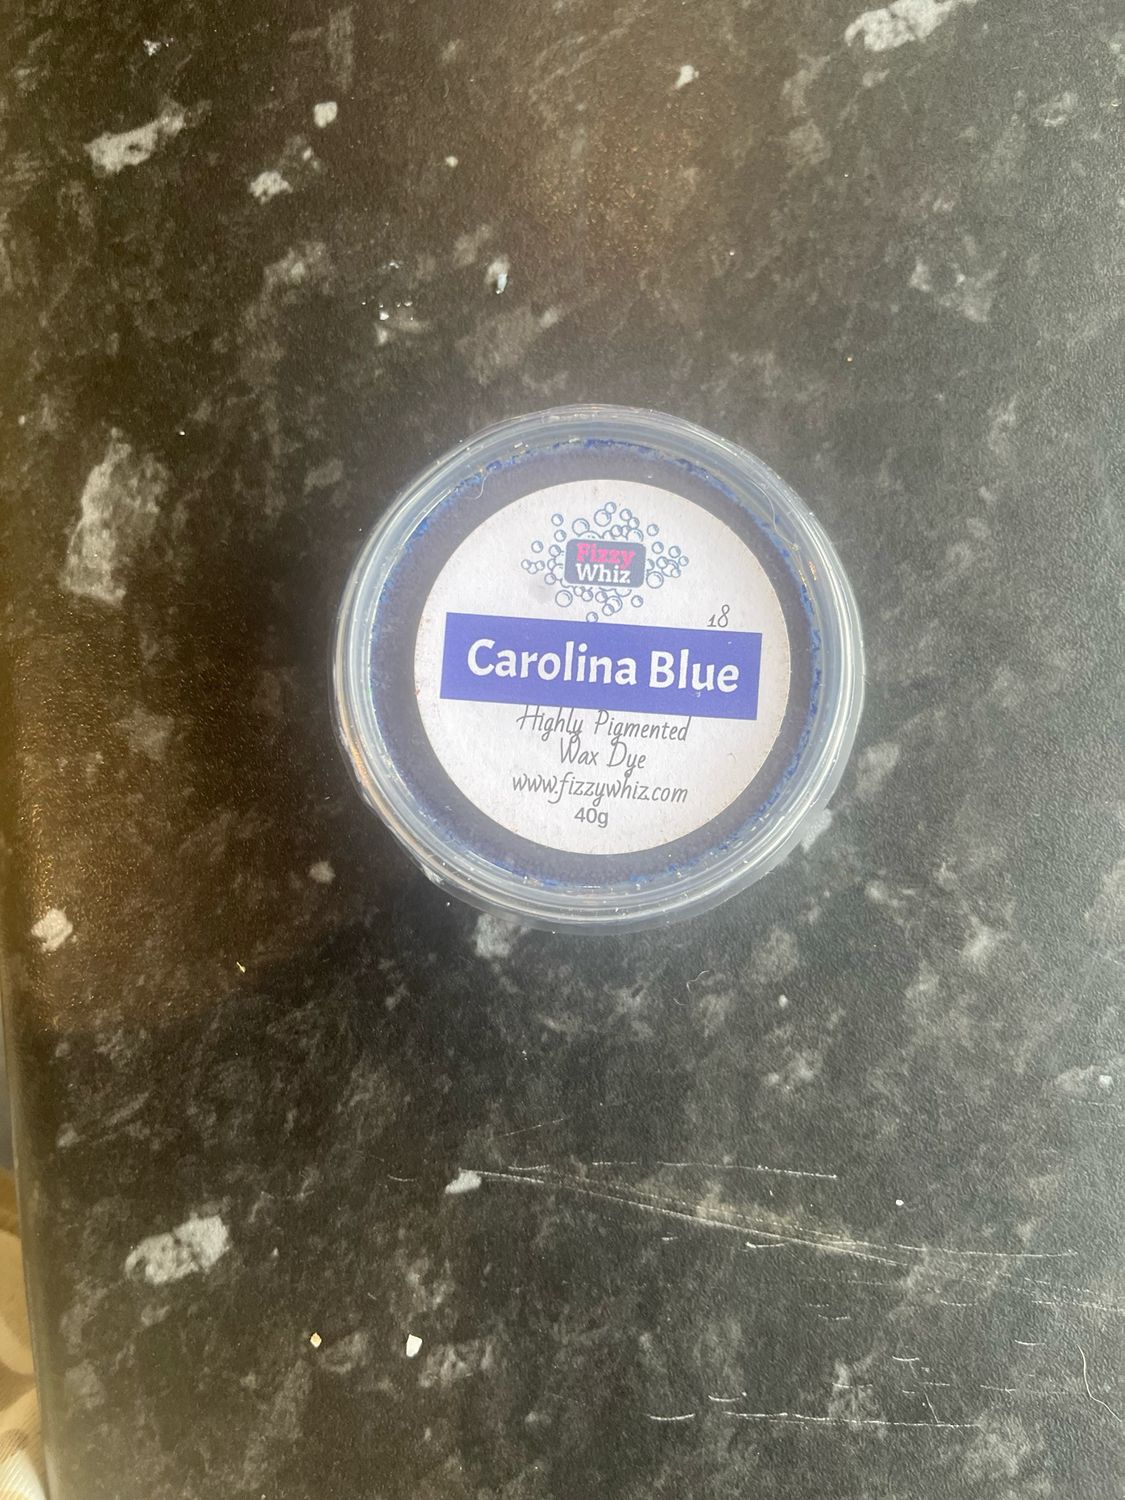 Fizzy
Whiz
18
Carolina Blue
Highly Pigmented
Wax Dye
www.fizzywhiz.com
40g